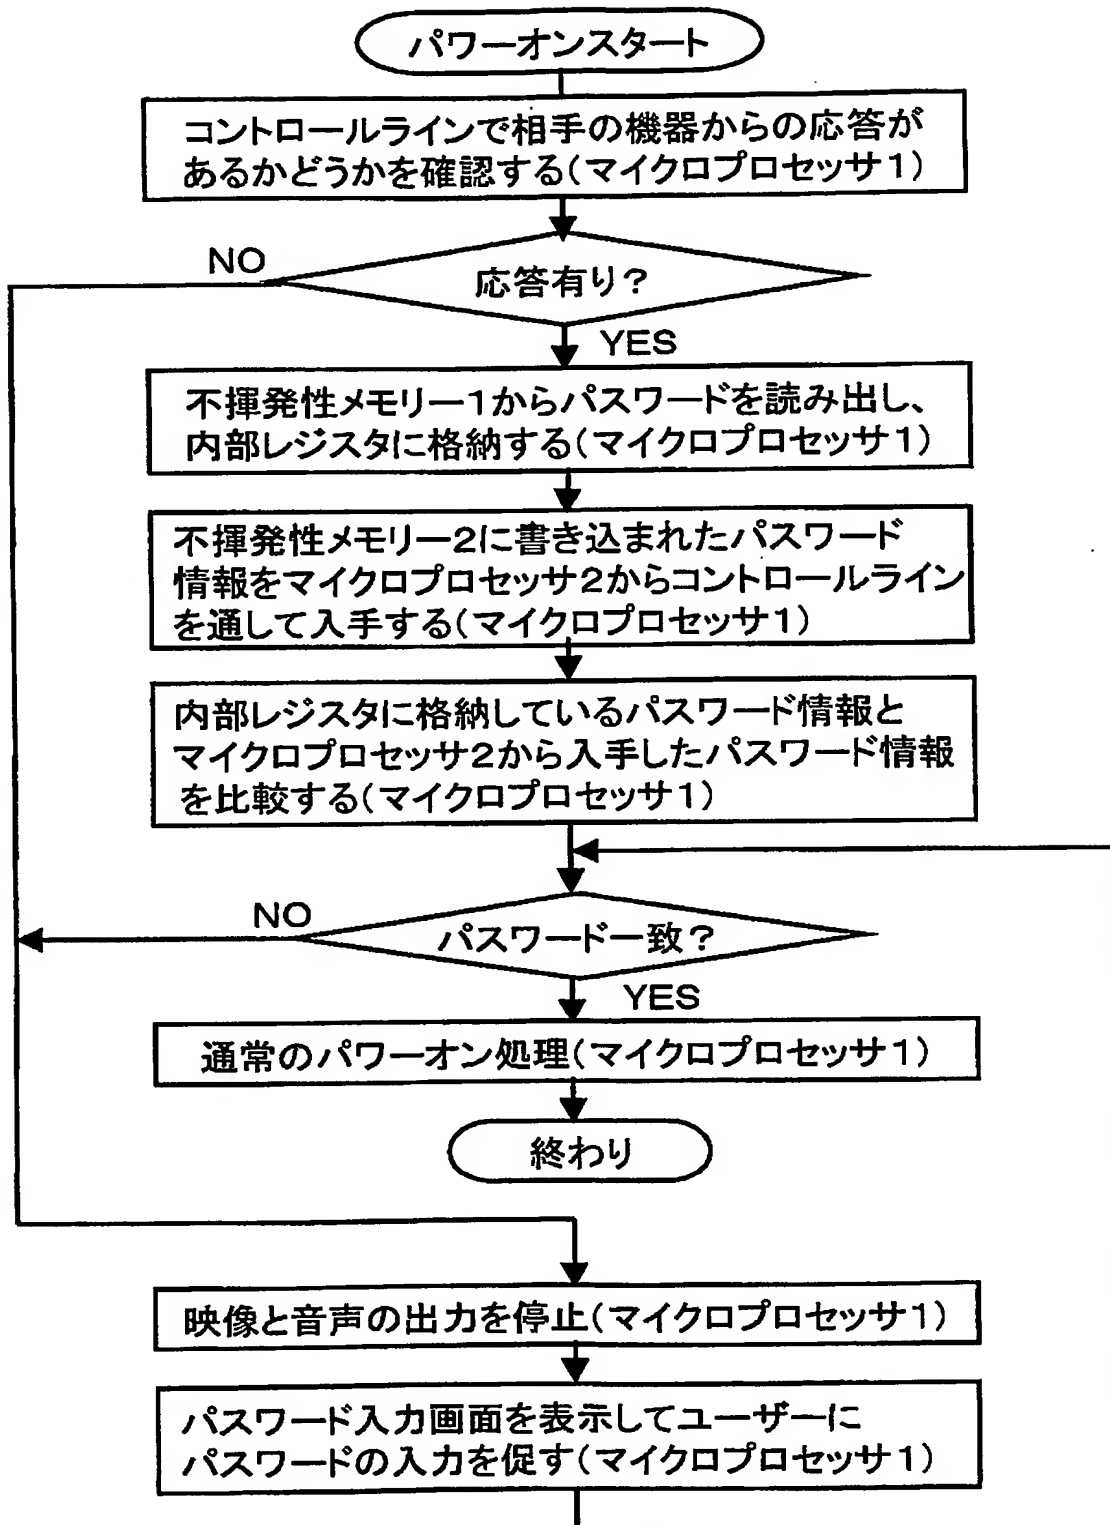 パワーオンスタート
コントロールラインで相手の機器からの応答が
あるかどうかを確認する(マイクロプロセッサ1)
NO
応答有り?
YES
不揮発性メモリー1からパスワードを読み出し、
内部レジスタに格納する(マイクロプロセッサ1)
不揮発性メモリー2に書き込まれたパスワード
情報をマイクロプロセッサ2からコントロールライン
を通して入手する(マイクロプロセッサ1)
内部レジスタに格納しているパスワード情報と
マイクロプロセッサ2から入手したパスワード情報
を比較する(マイクロプロセッサ1)
NO
パスワード一致?
YES
通常のパワーオン処理(マイクロプロセッサ1)
終わり
映像と音声の出力を停止(マイクロプロセッサ1)
パスワード入力画面を表示してユーザーに
パスワードの入力を促す(マイクロプロセッサ1)